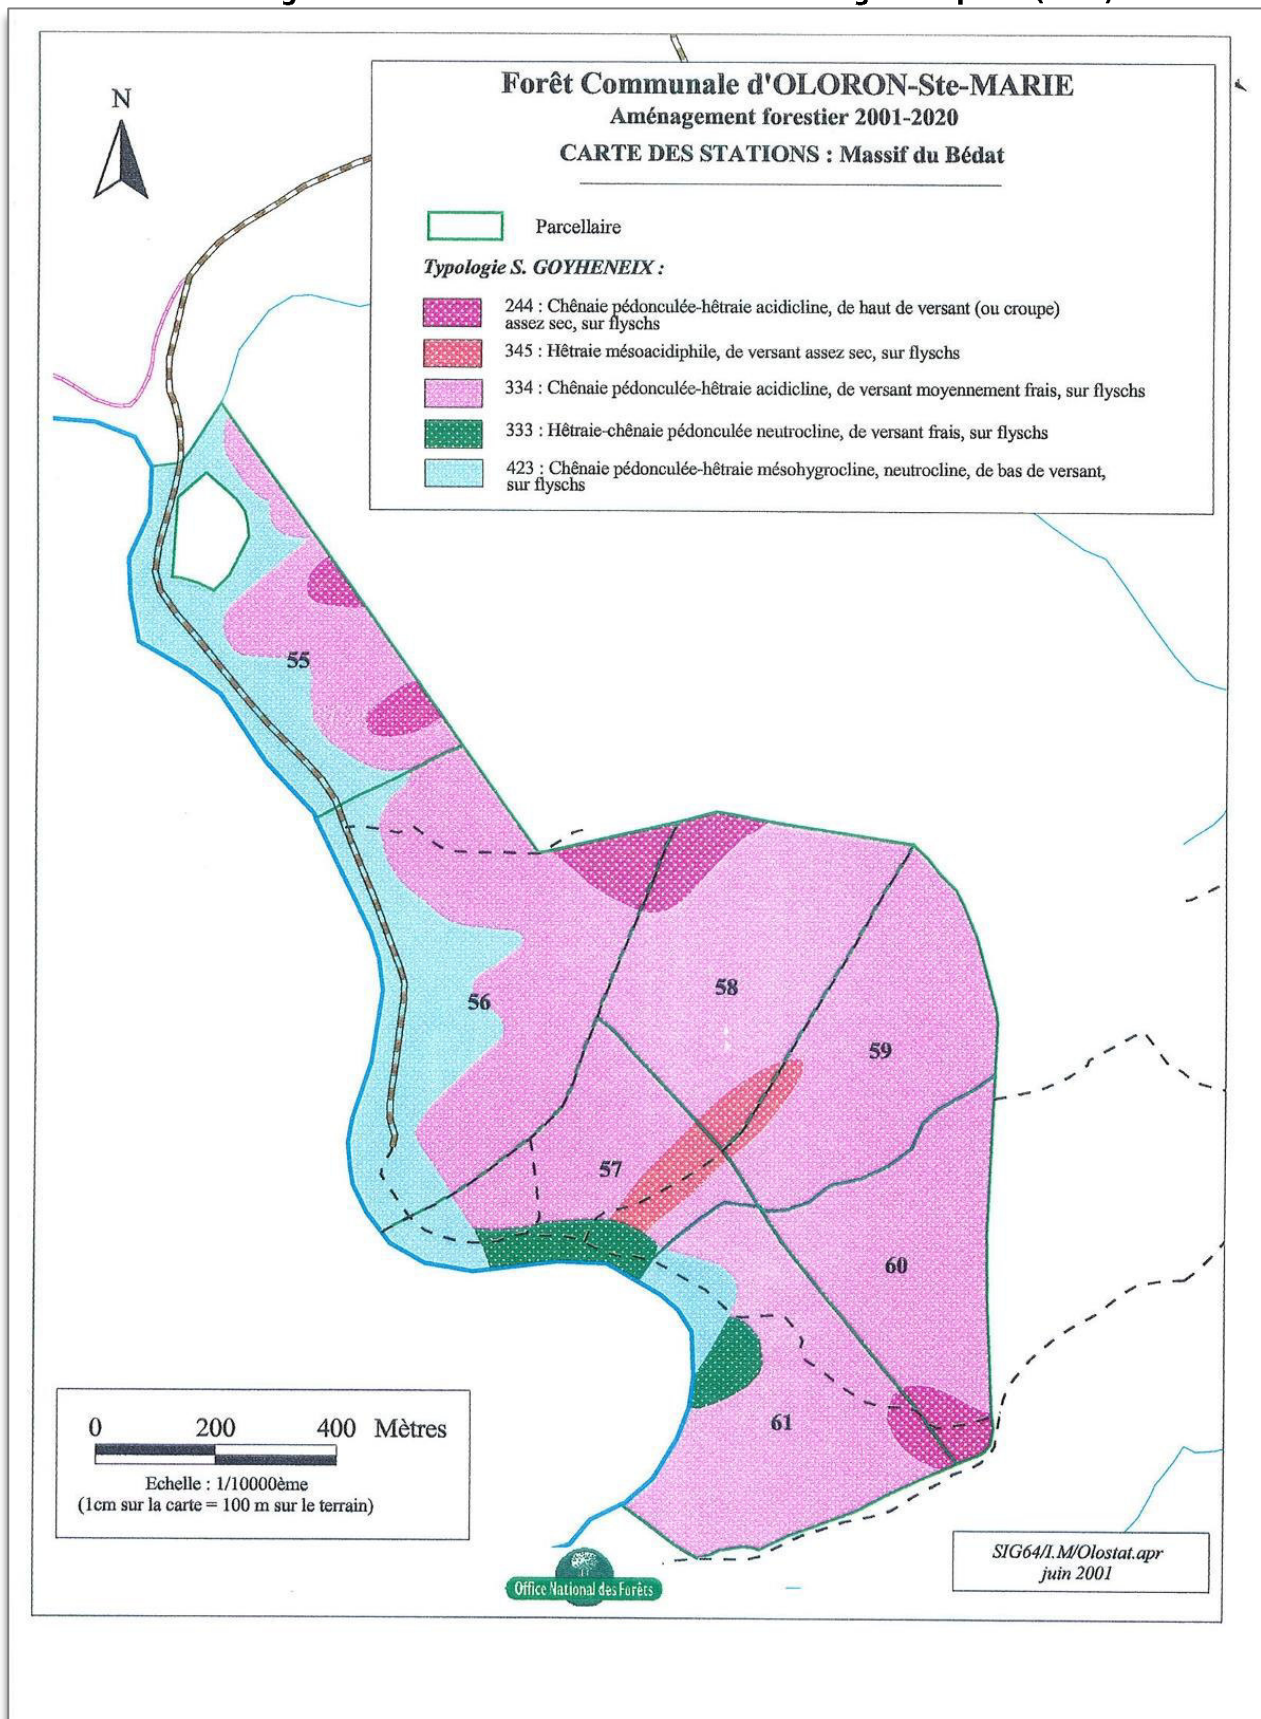 Forêt Communale d'OLORON-Ste-MARIE
Aménagement forestier 2001-2020
CARTE DES STATIONS : Massif du Bédat
N
Parcellaire
Typologie S. GOYHENEIX :
244 : Chênaie pédonculée-hêtraie acidicline, de haut de versant (ou croupe)
assez sec, sur flyschs
345 : Hêtraie mésoacidiphile, de versant assez sec, sur flyschs
334 : Chênaie pédonculée-hêtraie acidicline, de versant moyennement frais, sur flyschs
333 : Hêtraie-chênaie pédonculée neutrocline, de versant frais, sur flyschs
423 : Chênaie pédonculée-hêtraie mésohygrocline, neutrocline, de bas de versant,
sur flyschs
55
56
58
59
57
60
61
0 200 400 Mètres
Echelle : 1/10000ème
(1cm sur la carte = 100 m sur le terrain)
SIG64/I.M/Olostat.apr
juin 2001
Office National des Forêts